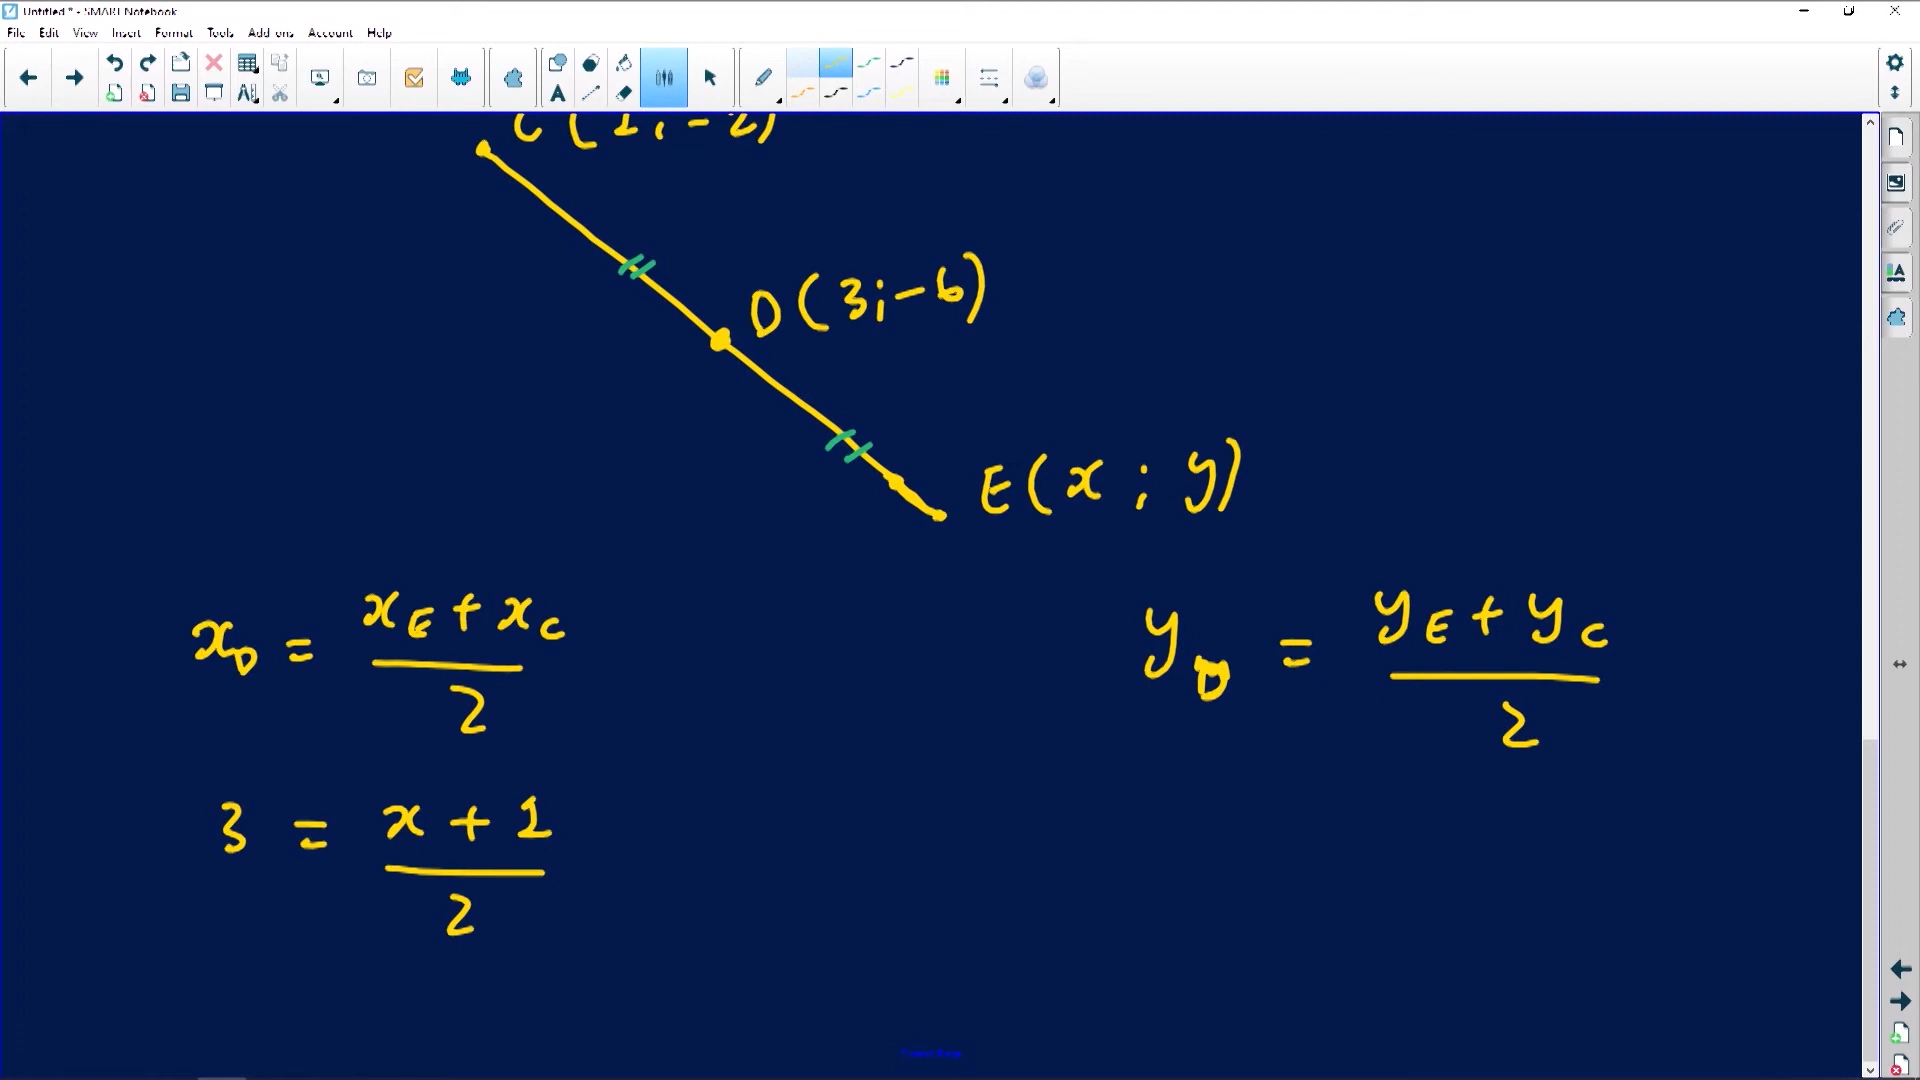 Untitled * - SMART Notebook
File Edit View Insert Format Tools Add-ons Account Help
C ( 1 ; - 2 )
D ( 3 ; - 6 )
E ( x ; y )
x_D = (x_E + x_C) / 2
y_D = (y_E + y_C) / 2
3 = (x + 1) / 2